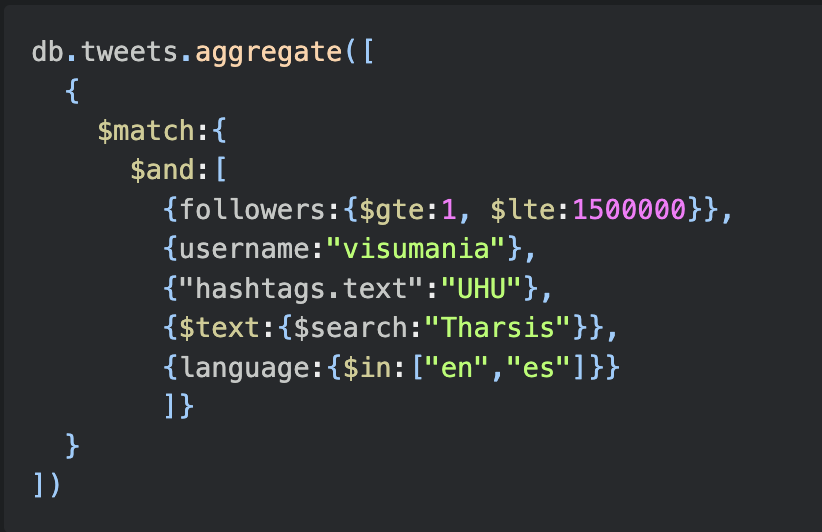 db.tweets.aggregate([
  {
    $match:{
      $and:[
        {followers:{$gte:1, $lte:1500000}},
        {username:"visumania"},
        {"hashtags.text":"UHU"},
        {$text:{$search:"Tharsis"}},
        {language:{$in:["en","es"]}}
        ]}
  }
])